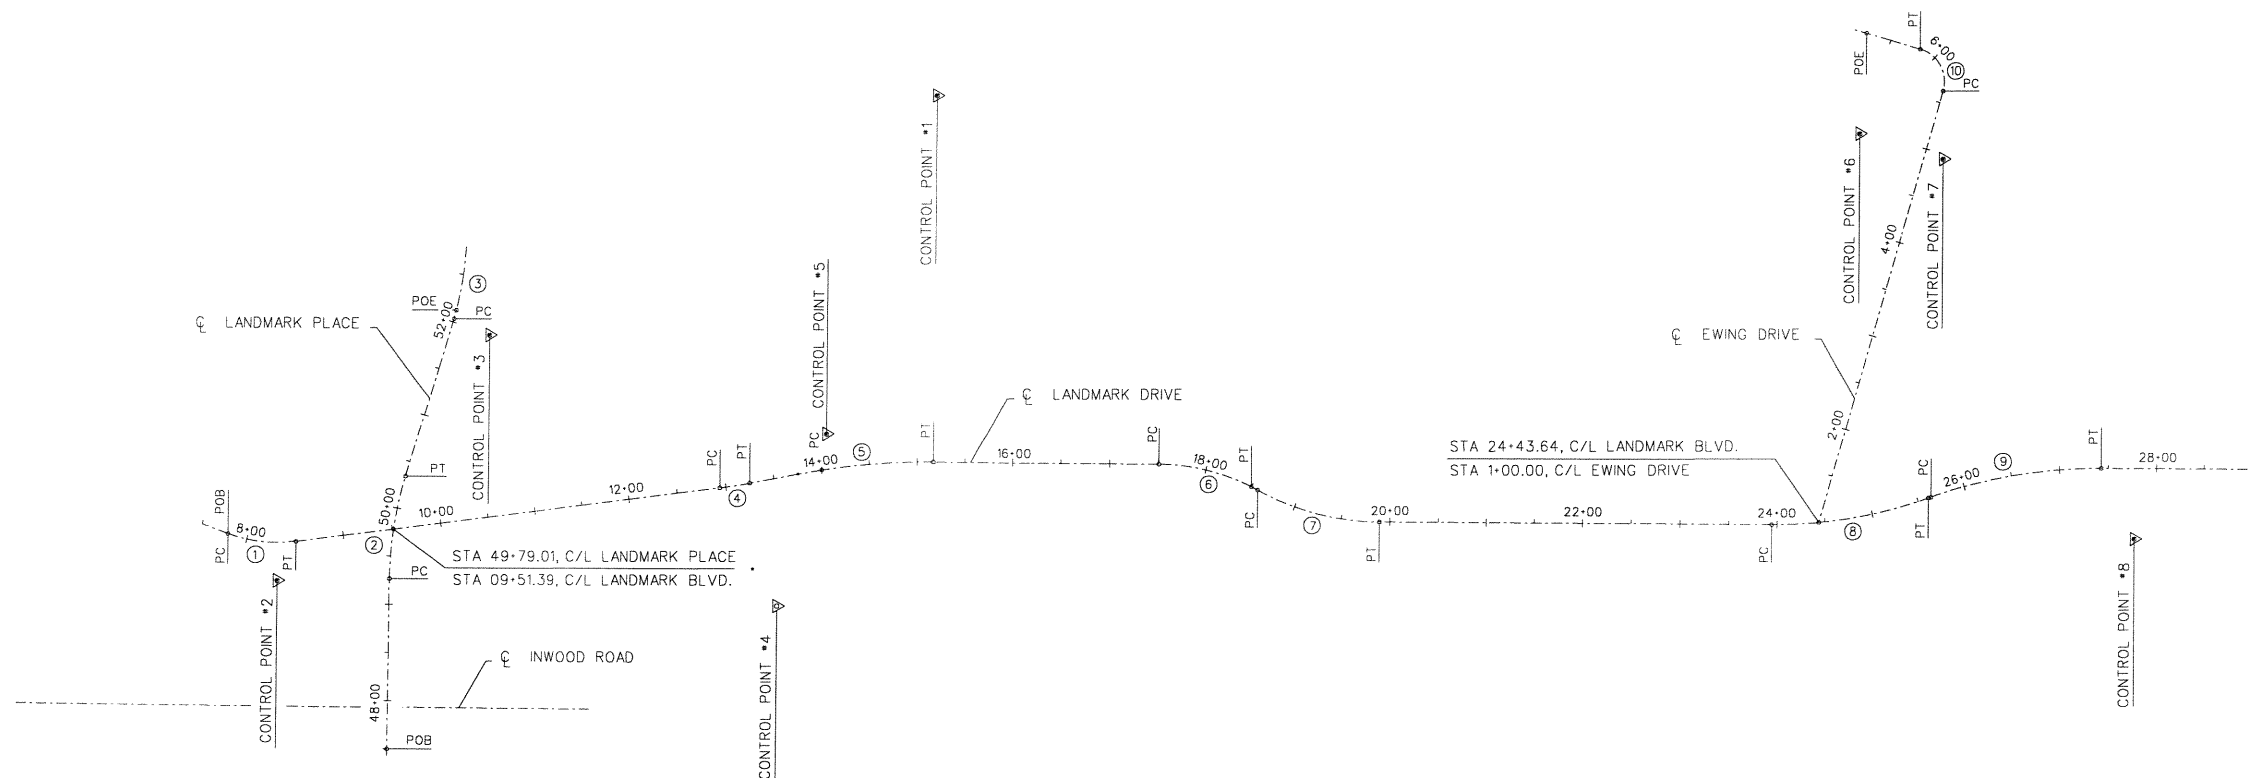 PT
6+00
10
POE
PC
CONTROL POINT #1
CONTROL POINT #6
CONTROL POINT #7
4+00
3
POE
PC
52+00
℄ LANDMARK PLACE
CONTROL POINT #3
CONTROL POINT #5
℄ EWING DRIVE
2+00
℄ LANDMARK DRIVE
PT
50+00
10+00
12+00
PC
PT
4
PC
14+00
5
PT
16+00
PC
18+00
6
PT
PC
7
PT
20+00
22+00
24+00
PC
STA 24+43.64, C/L LANDMARK BLVD.
STA 1+00.00, C/L EWING DRIVE
8
PC
PT
26+00
9
PT
28+00
POB
8+00
PC
1
PT
2
PC
STA 49+79.01, C/L LANDMARK PLACE
STA 09+51.39, C/L LANDMARK BLVD.
CONTROL POINT #2
CONTROL POINT #4
CONTROL POINT #8
℄ INWOOD ROAD
48+00
POB